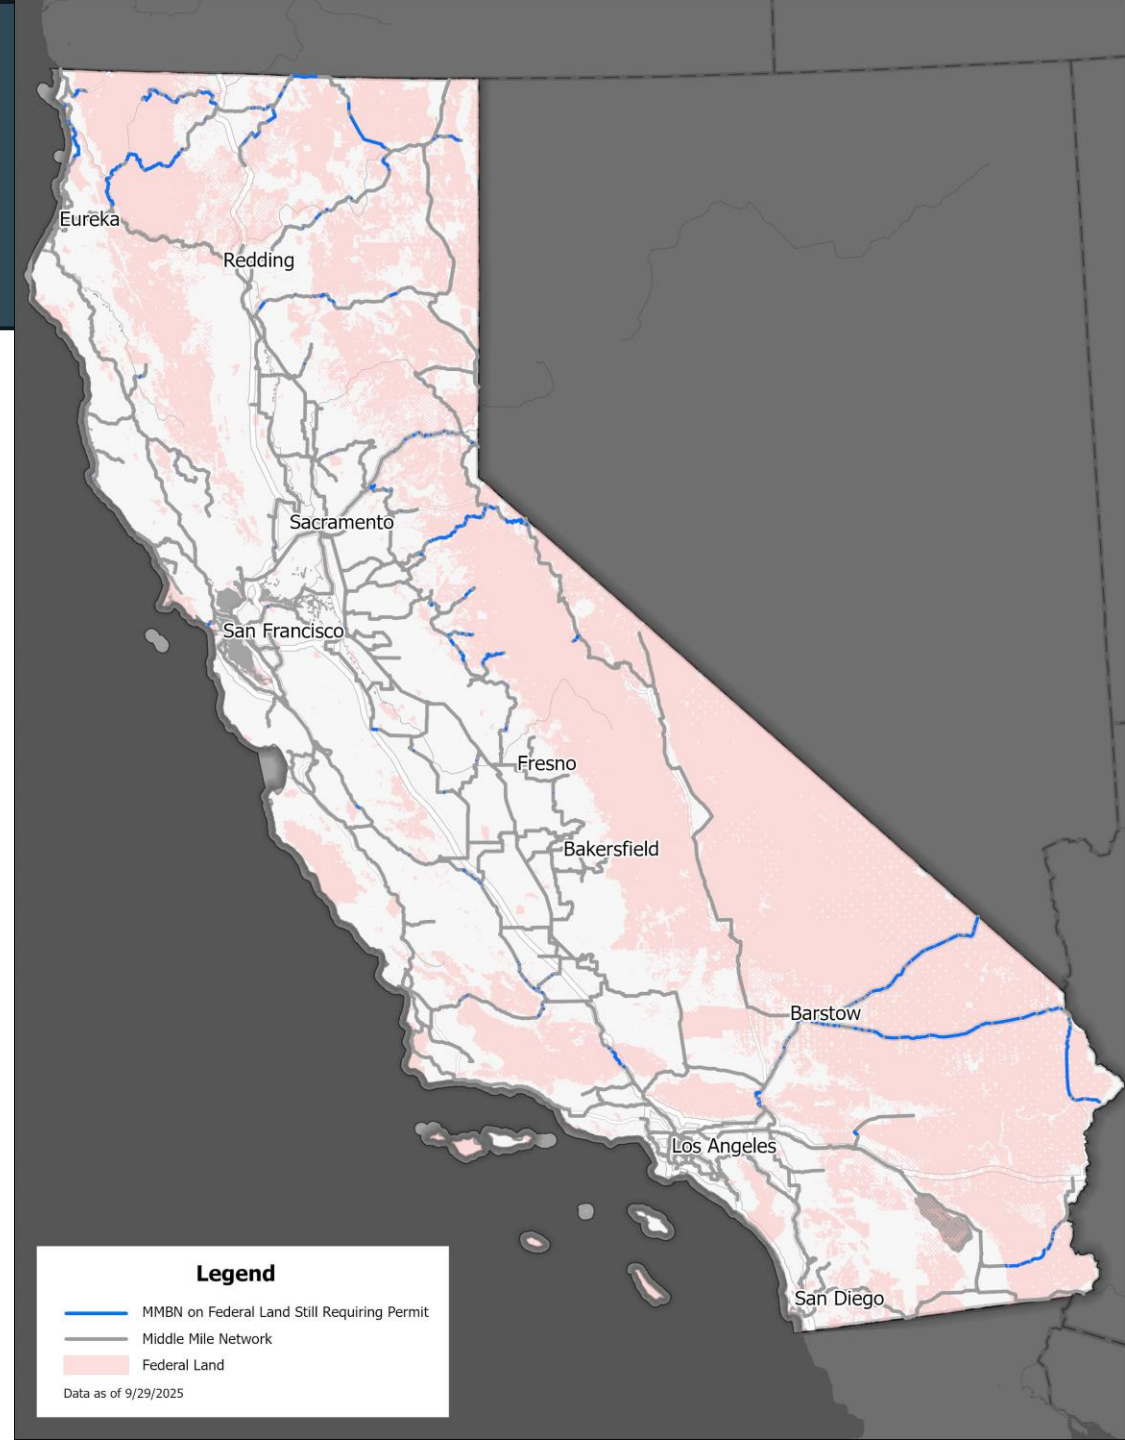 Eureka
Redding
Sacramento
San Francisco
Fresno
Bakersfield
Barstow
Los Angeles
San Diego
Legend
MMBN on Federal Land Still Requiring Permit
Middle Mile Network
Federal Land
Data as of 9/29/2025